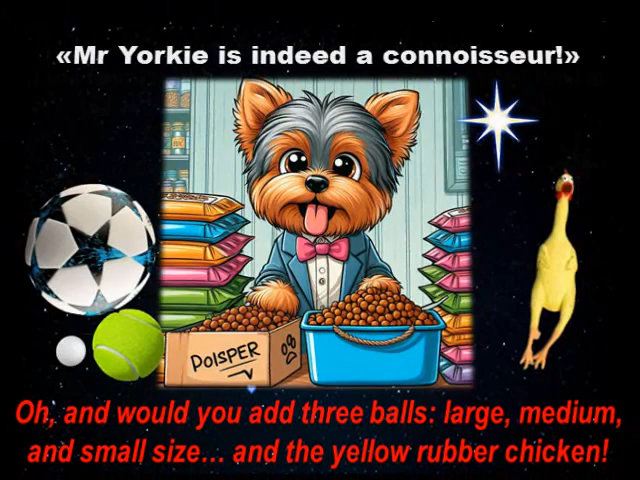 «Mr Yorkie is indeed a connoisseur!»
DOISPER
Oh, and would you add three balls: large, medium,
and small size... and the yellow rubber chicken!